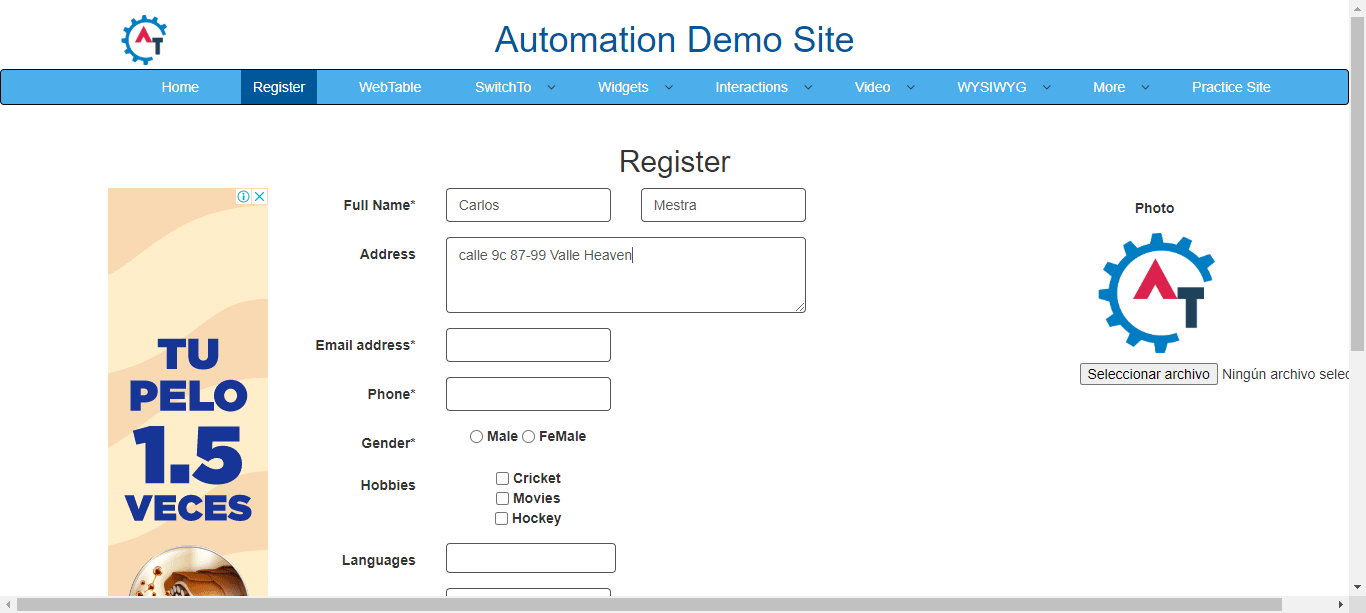 AT
Automation Demo Site
Home Register WebTable SwitchTo Widgets Interactions Video WYSIWYG More Practice Site
Register
Full Name* Carlos Mestra
Photo
Address calle 9c 87-99 Valle Heaven
AT
TU
PELO
1.5
VECES
Email address*
Seleccionar archivo Ningún archivo selec
Phone*
Gender* Male FeMale
Hobbies Cricket
Movies
Hockey
Languages